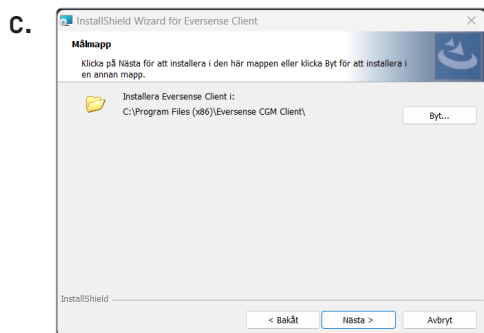 c.
InstallShield Wizard för Eversense Client
Målmapp
Klicka på Nästa för att installera i den här mappen eller klicka Byt för att installera i
en annan mapp.
Installera Eversense Client i:
C:\Program Files (x86)\Eversense CGM Client\
Byt...
InstallShield
< Bakåt
Nästa >
Avbryt